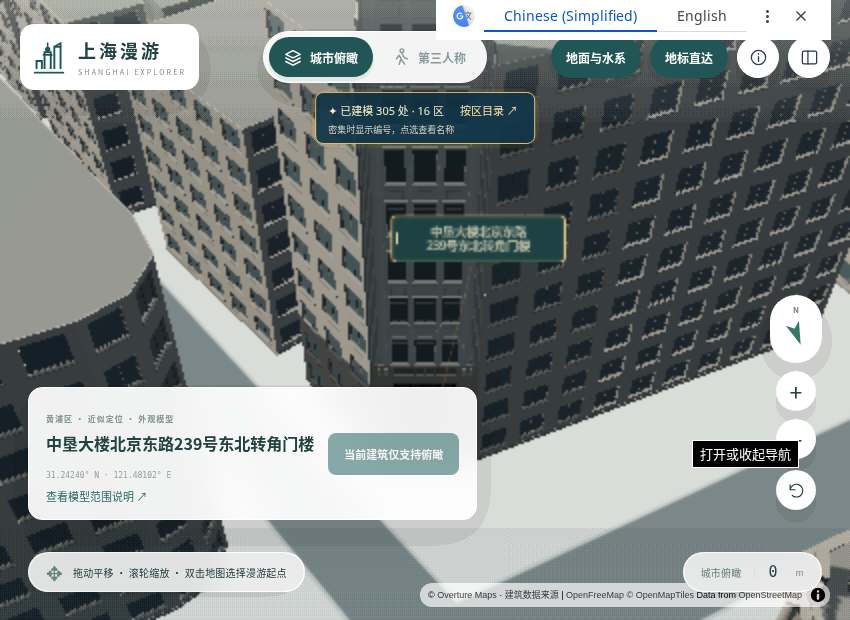 Chinese (Simplified)
English
上海漫游
SHANGHAI EXPLORER
城市俯瞰
第三人称
地面与水系
地标直达
✦ 已建模 305 处 · 16 区
按区目录 ↗
密集时显示编号，点选查看名称
中垦大楼北京东路
239号东北转角门楼
N
黄浦区 · 近似定位 · 外观模型
中垦大楼北京东路239号东北转角门楼
当前建筑仅支持俯瞰
31.24240° N · 121.48102° E
查看模型范围说明 ↗
打开或收起导航
拖动平移 · 滚轮缩放 · 双击地图选择漫游起点
城市俯瞰
0
m
© Overture Maps · 建筑数据来源 | OpenFreeMap © OpenMapTiles Data from OpenStreetMap